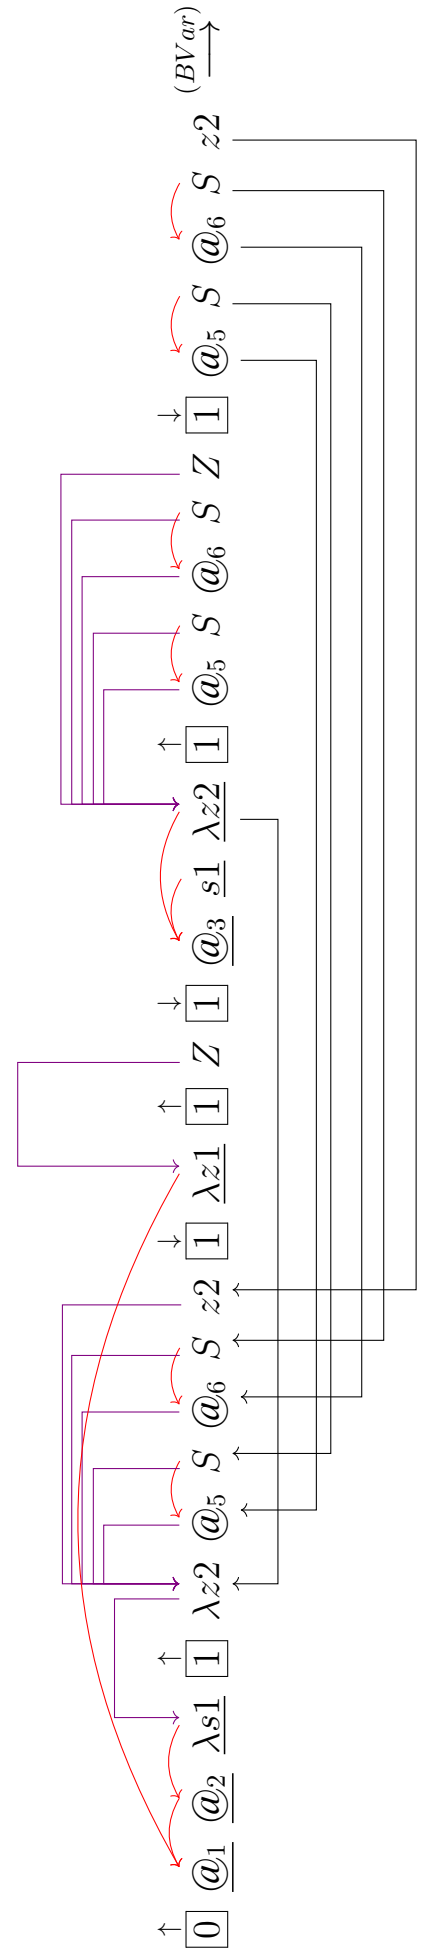 0 @₁ @₂ λs1 1 λz2 @₅ S @₆ S z2 1 λz1 1 Z 1 @₃ s1 λz2 1 @₅ S @₆ S Z 1 @₅ S @₆ S z2 (BVar)